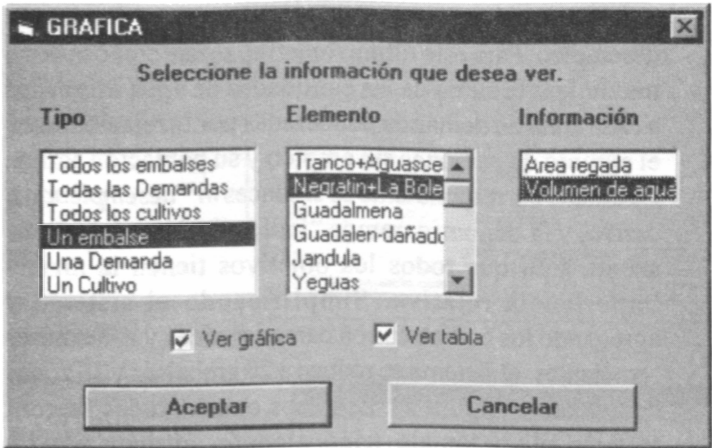 GRAFICA
Seleccione la información que desea ver.
Tipo
Todos los embalses
Todas las Demandas
Todos los cultivos
Un embalse
Una Demanda
Un Cultivo
Elemento
Tranco+Aguasce
Negratin+La Bole
Guadalmena
Guadalen-dañado
Jandula
Yeguas
Información
Area regada
Volumen de agua
Ver gráfica
Ver tabla
Aceptar
Cancelar